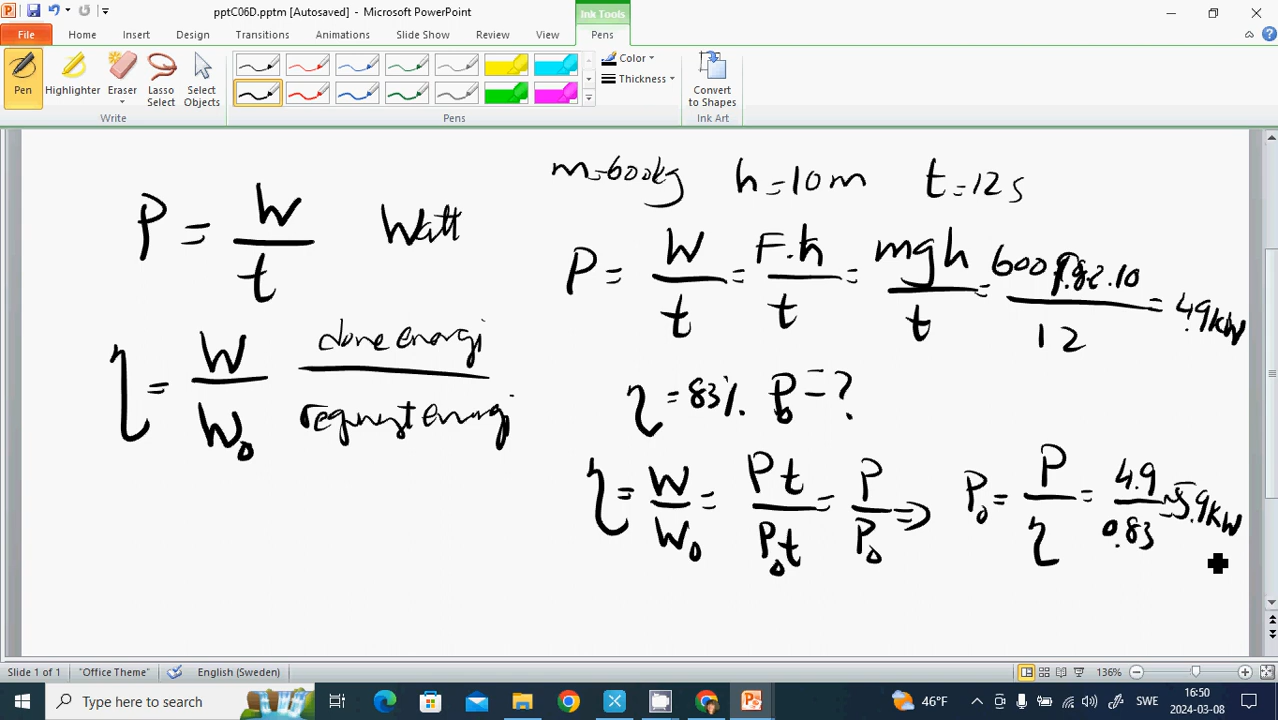 pptC06D.pptm [Autosaved] - Microsoft PowerPoint
Ink Tools
File Home Insert Design Transitions Animations Slide Show Review View Pens
Pen Highlighter Eraser Lasso Select Select Objects
Color
Thickness
Convert to Shapes
Write Pens Ink Art
m=600kg h=10m t=12s
P = W/t Watt
P = W/t = F.h/t = mgh/t = 600.9.82.10/12 = 4.9kW
η = W/W₀ done energi/request energi
η = 83% P₀ = ?
η = W/W₀ = Pt/P₀t = P/P₀ ⇒ P₀ = P/η = 4.9/0.83 = 5.9kW
Slide 1 of 1 "Office Theme" English (Sweden) 136%
Type here to search 46°F SWE 16:50
2024-03-08